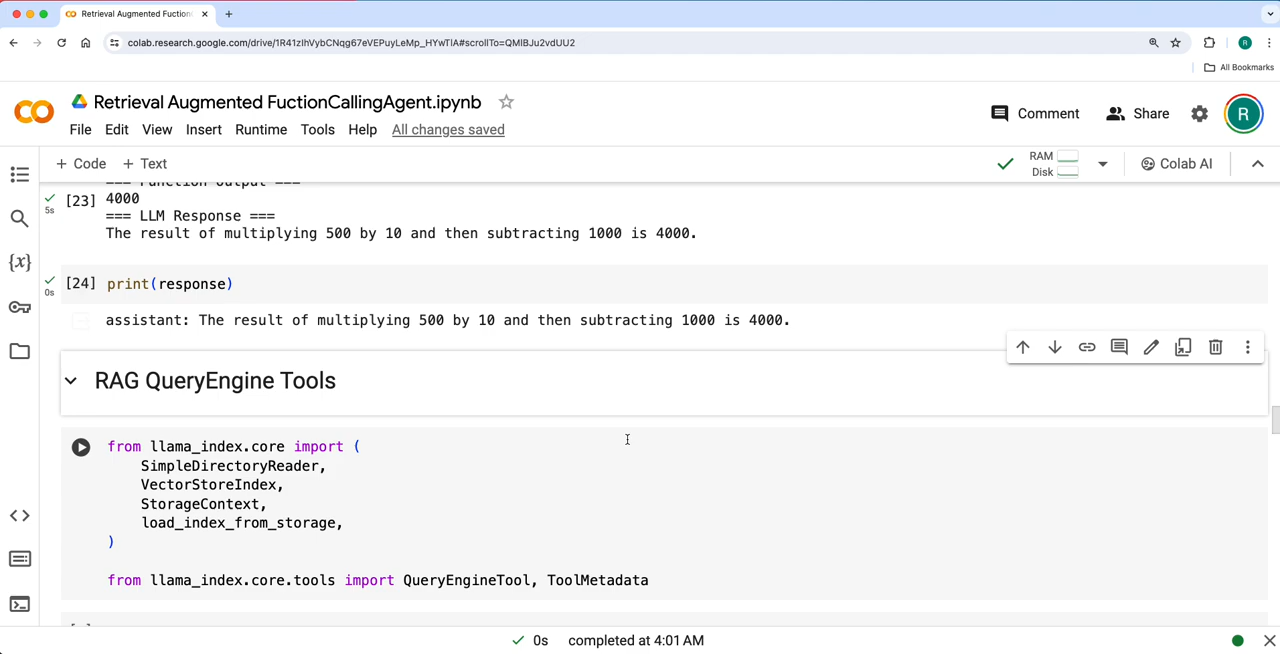 Retrieval Augmented Fuction
colab.research.google.com/drive/1R41zIhVybCNqg67eVEPuyLeMp_HYwTlA#scrollTo=QMlBJu2vdUU2
R
All Bookmarks
Retrieval Augmented FuctionCallingAgent.ipynb
Comment
Share
R
File Edit View Insert Runtime Tools Help All changes saved
+ Code + Text
RAM
Disk
Colab AI
=== Function Output ===
[23] 4000
5s
=== LLM Response ===
The result of multiplying 500 by 10 and then subtracting 1000 is 4000.
[24] print(response)
0s
assistant: The result of multiplying 500 by 10 and then subtracting 1000 is 4000.
RAG QueryEngine Tools
from llama_index.core import (
SimpleDirectoryReader,
VectorStoreIndex,
StorageContext,
load_index_from_storage,
)
from llama_index.core.tools import QueryEngineTool, ToolMetadata
0s completed at 4:01 AM